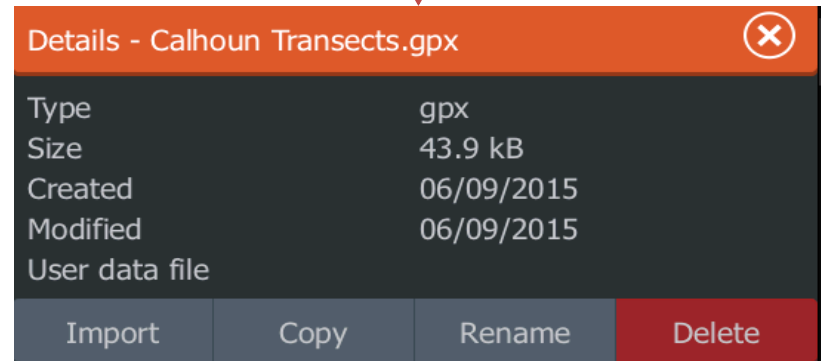 Details - Calhoun Transects.gpx
Type gpx
Size 43.9 kB
Created 06/09/2015
Modified 06/09/2015
User data file
Import Copy Rename Delete